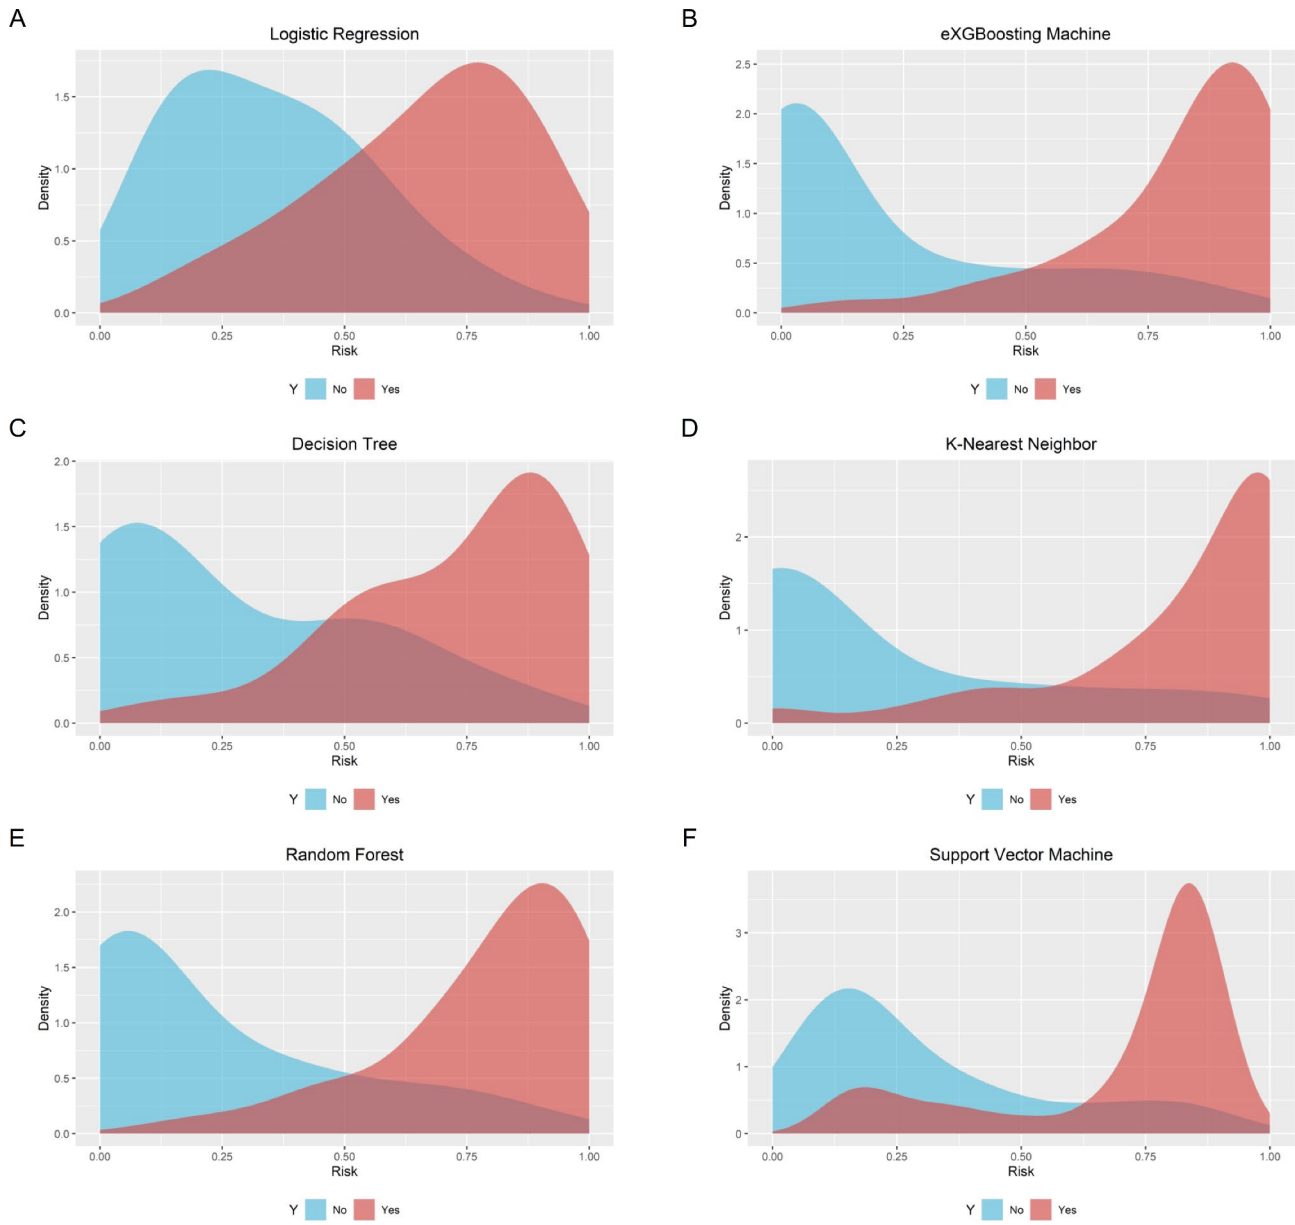 A
Logistic Regression
Density
1.5
1.0
0.5
0.0
0.00 0.25 0.50 0.75 1.00
Risk
Y No Yes
B
eXGBoosting Machine
Density
2.5
2.0
1.5
1.0
0.5
0.0
0.00 0.25 0.50 0.75 1.00
Risk
Y No Yes
C
Decision Tree
Density
2.0
1.5
1.0
0.5
0.0
0.00 0.25 0.50 0.75 1.00
Risk
Y No Yes
D
K-Nearest Neighbor
Density
2
1
0
0.00 0.25 0.50 0.75 1.00
Risk
Y No Yes
E
Random Forest
Density
2.0
1.5
1.0
0.5
0.0
0.00 0.25 0.50 0.75 1.00
Risk
Y No Yes
F
Support Vector Machine
Density
3
2
1
0
0.00 0.25 0.50 0.75 1.00
Risk
Y No Yes